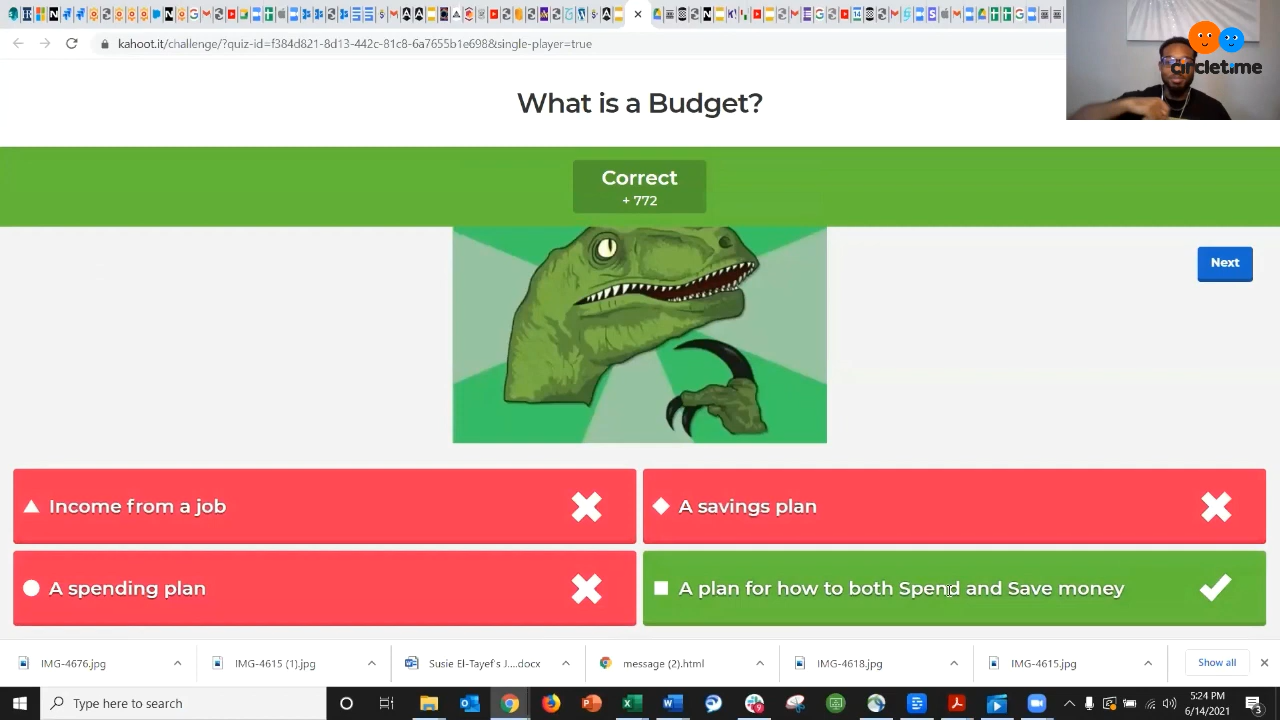 kahoot.it/challenge/?quiz-id=f384d821-8d13-442c-81c8-6a7655b1e698&single-player=true
circletime
What is a Budget?
Correct
+ 772
Next
Income from a job
A savings plan
A spending plan
A plan for how to both Spend and Save money
IMG-4676.jpg
IMG-4615 (1).jpg
Susie El-Tayef's J....docx
message (2).html
IMG-4618.jpg
IMG-4615.jpg
Show all
Type here to search
5:24 PM
6/14/2021